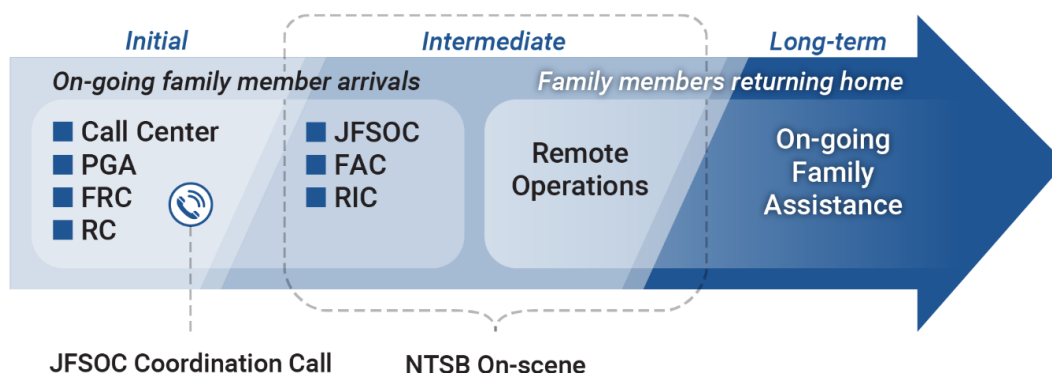 Initial
Intermediate
Long-term
On-going family member arrivals
Family members returning home
Call Center
PGA
FRC
RC
JFSOC
FAC
RIC
Remote
Operations
On-going
Family
Assistance
JFSOC Coordination Call
NTSB On-scene